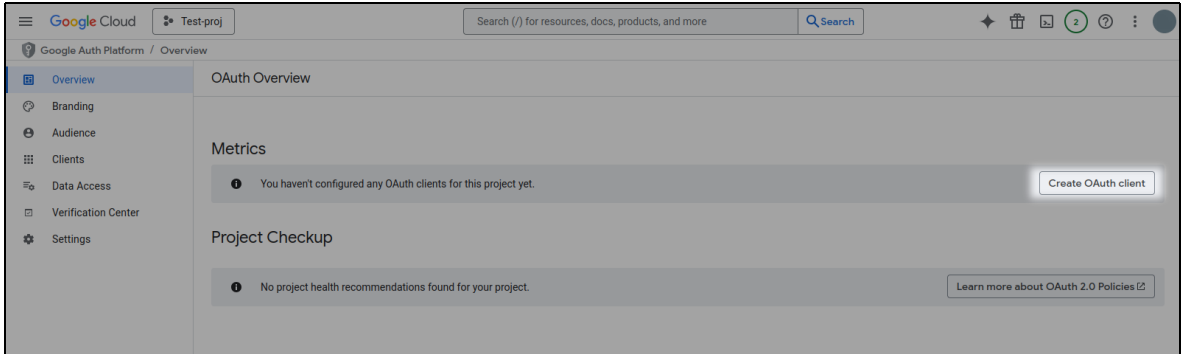 Google Cloud Test-proj Search (/) for resources, docs, products, and more Search 2
Google Auth Platform / Overview
Overview
Branding
Audience
Clients
Data Access
Verification Center
Settings
OAuth Overview
Metrics
You haven't configured any OAuth clients for this project yet. Create OAuth client
Project Checkup
No project health recommendations found for your project. Learn more about OAuth 2.0 Policies